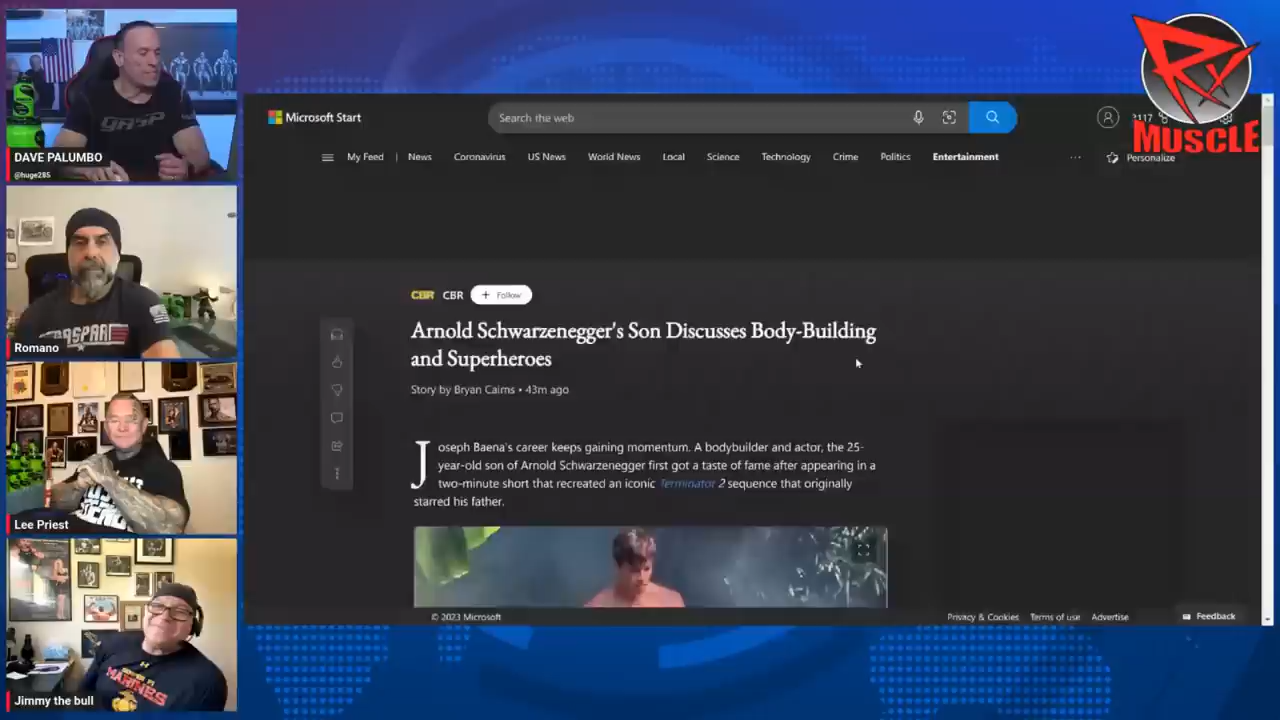 GASP
DAVE PALUMBO
@huge285
Romano
Lee Priest
MARINES
Jimmy the bull
Rx
MUSCLE
Microsoft Start
Search the web
My Feed
News
Coronavirus
US News
World News
Local
Science
Technology
Crime
Politics
Entertainment
...
Personalize
CBR CBR + Follow
Arnold Schwarzenegger's Son Discusses Body-Building
and Superheroes
Story by Bryan Cairns • 43m ago
Joseph Baena's career keeps gaining momentum. A bodybuilder and actor, the 25-
year-old son of Arnold Schwarzenegger first got a taste of fame after appearing in a
two-minute short that recreated an iconic Terminator 2 sequence that originally
starred his father.
© 2023 Microsoft
Privacy & Cookies
Terms of use
Advertise
Feedback